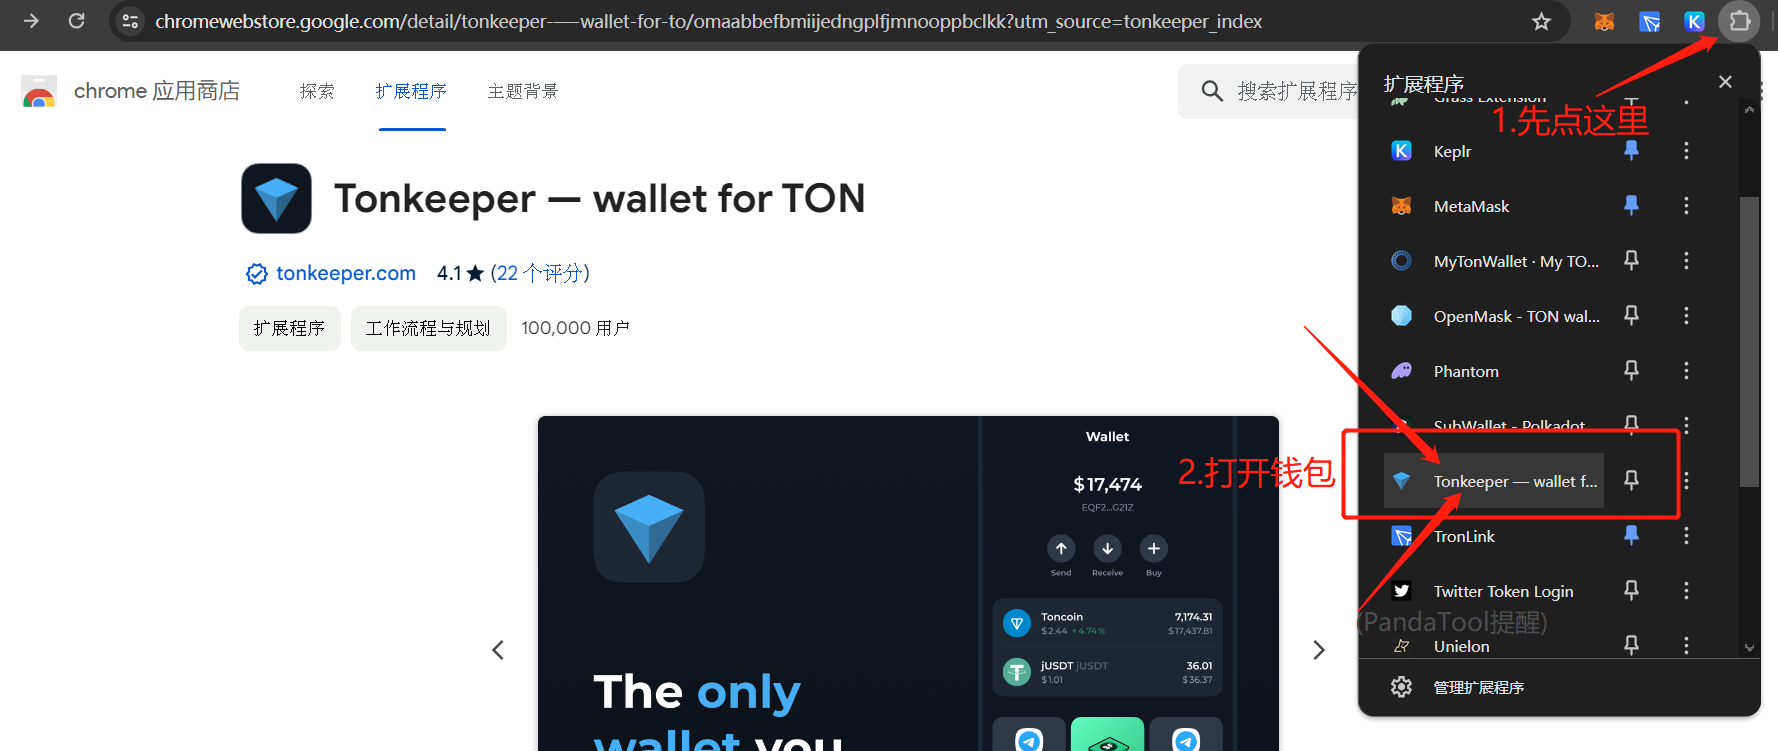 chromewebstore.google.com/detail/tonkeeper-—-wallet-for-to/omaabbefbmiijedngplfjmnooppbclkk?utm_source=tonkeeper_index
chrome 应用商店
探索
扩展程序
主题背景
搜索扩展程序
Tonkeeper — wallet for TON
tonkeeper.com
4.1★ (22 个评分)
扩展程序
工作流程与规划
100,000 用户
Wallet
$17,474
EQF2...G21Z
Send
Receive
Buy
Toncoin
7,174.31
$2.44 +4.74%
$17,437.81
jUSDT jUSDT
36.01
$1.01
$36.37
The only
wallet you
扩展程序
Grass Extension
1.先点这里
Keplr
MetaMask
MyTonWallet · My TO...
OpenMask - TON wal...
Phantom
SubWallet - Polkadot
2.打开钱包
Tonkeeper — wallet f...
TronLink
Twitter Token Login
(PandaTool提醒)
Unielon
管理扩展程序